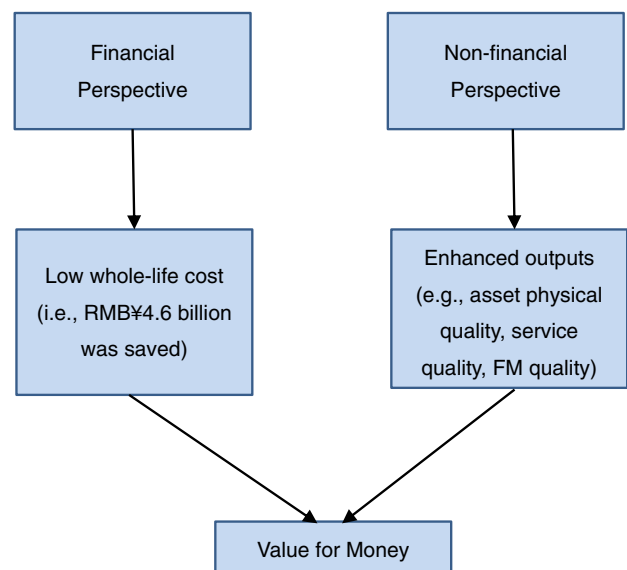 Financial
Perspective
Non-financial
Perspective
Low whole-life cost
(i.e., RMB¥4.6 billion
was saved)
Enhanced outputs
(e.g., asset physical
quality, service
quality, FM quality)
Value for Money